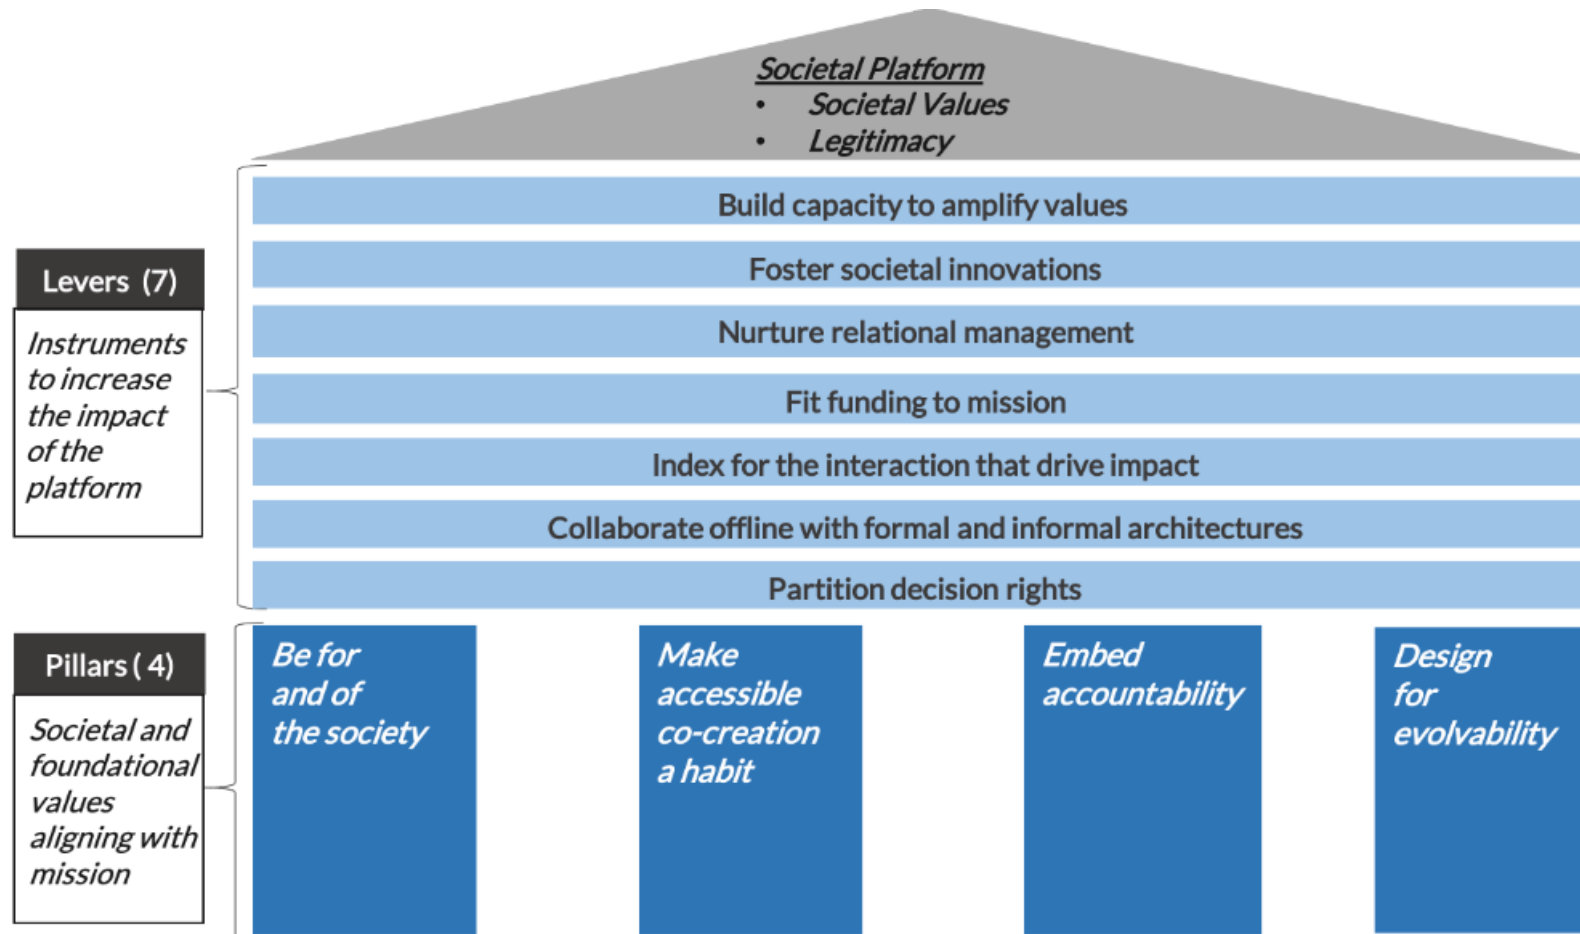 Societal Platform
• Societal Values
• Legitimacy
Build capacity to amplify values
Foster societal innovations
Nurture relational management
Fit funding to mission
Index for the interaction that drive impact
Collaborate offline with formal and informal architectures
Partition decision rights
Levers (7)
Instruments
to increase
the impact
of the
platform
Pillars ( 4)
Societal and
foundational
values
aligning with
mission
Be for
and of
the society
Make
accessible
co-creation
a habit
Embed
accountability
Design
for
evolvability